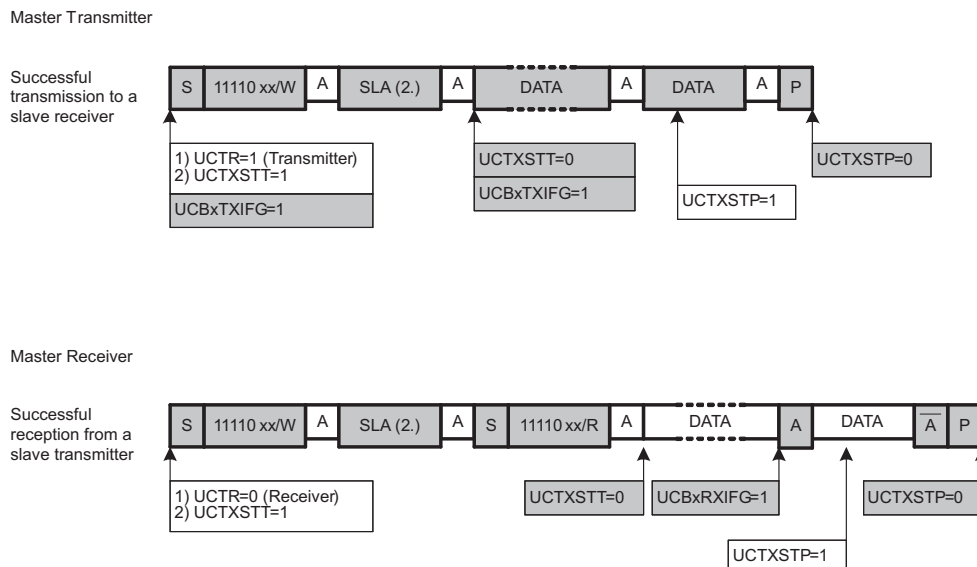 Master Transmitter
Successful
transmission to a
slave receiver
S 11110 xx/W A SLA (2.) A DATA A DATA A P
1) UCTR=1 (Transmitter)
2) UCTXSTT=1
UCBxTXIFG=1
UCTXSTT=0
UCBxTXIFG=1
UCTXSTP=1
UCTXSTP=0
Master Receiver
Successful
reception from a
slave transmitter
S 11110 xx/W A SLA (2.) A S 11110 xx/R A DATA A DATA A̅ P
1) UCTR=0 (Receiver)
2) UCTXSTT=1
UCTXSTT=0
UCBxRXIFG=1
UCTXSTP=1
UCTXSTP=0